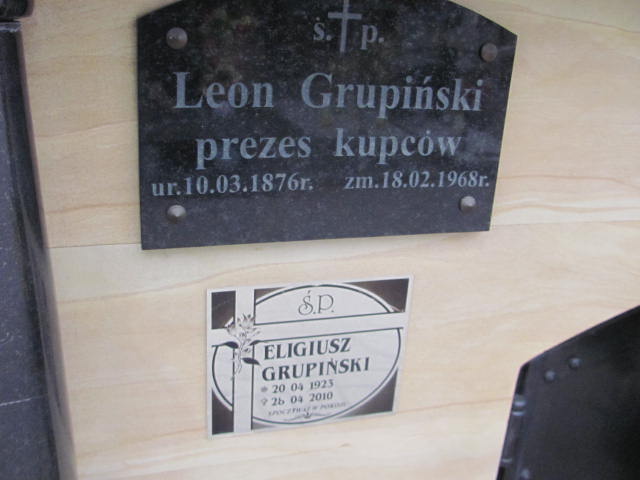 ś. p.
Leon Grupiński
prezes kupców
ur.10.03.1876r. zm.18.02.1968r.
Ś.P.
ELIGIUSZ
GRUPIŃSKI
* 20 04 1923
✝ 26 04 2010
SPOCZYWAJ W POKOJU